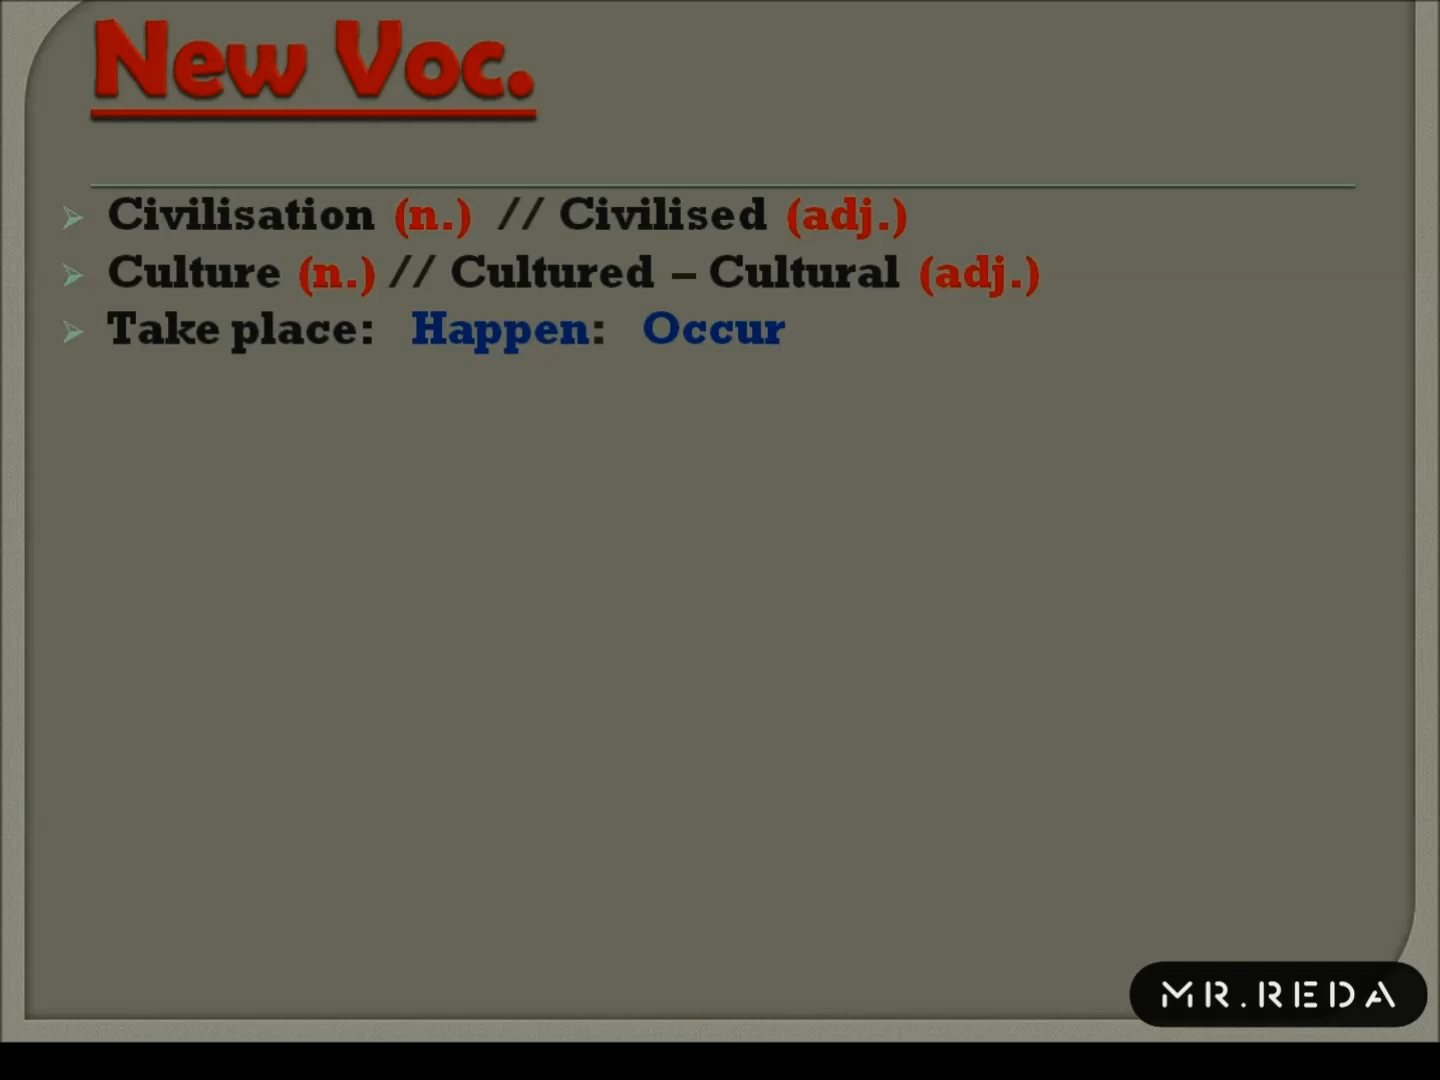 New Voc.
Civilisation (n.) // Civilised (adj.)
Culture (n.) // Cultured – Cultural (adj.)
Take place: Happen: Occur
MR.REDA